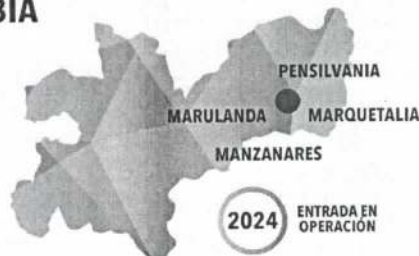 BIA
PENSILVANIA
MARULANDA
MARQUETALIA
MANZANARES
2024
ENTRADA EN
OPERACIÓN